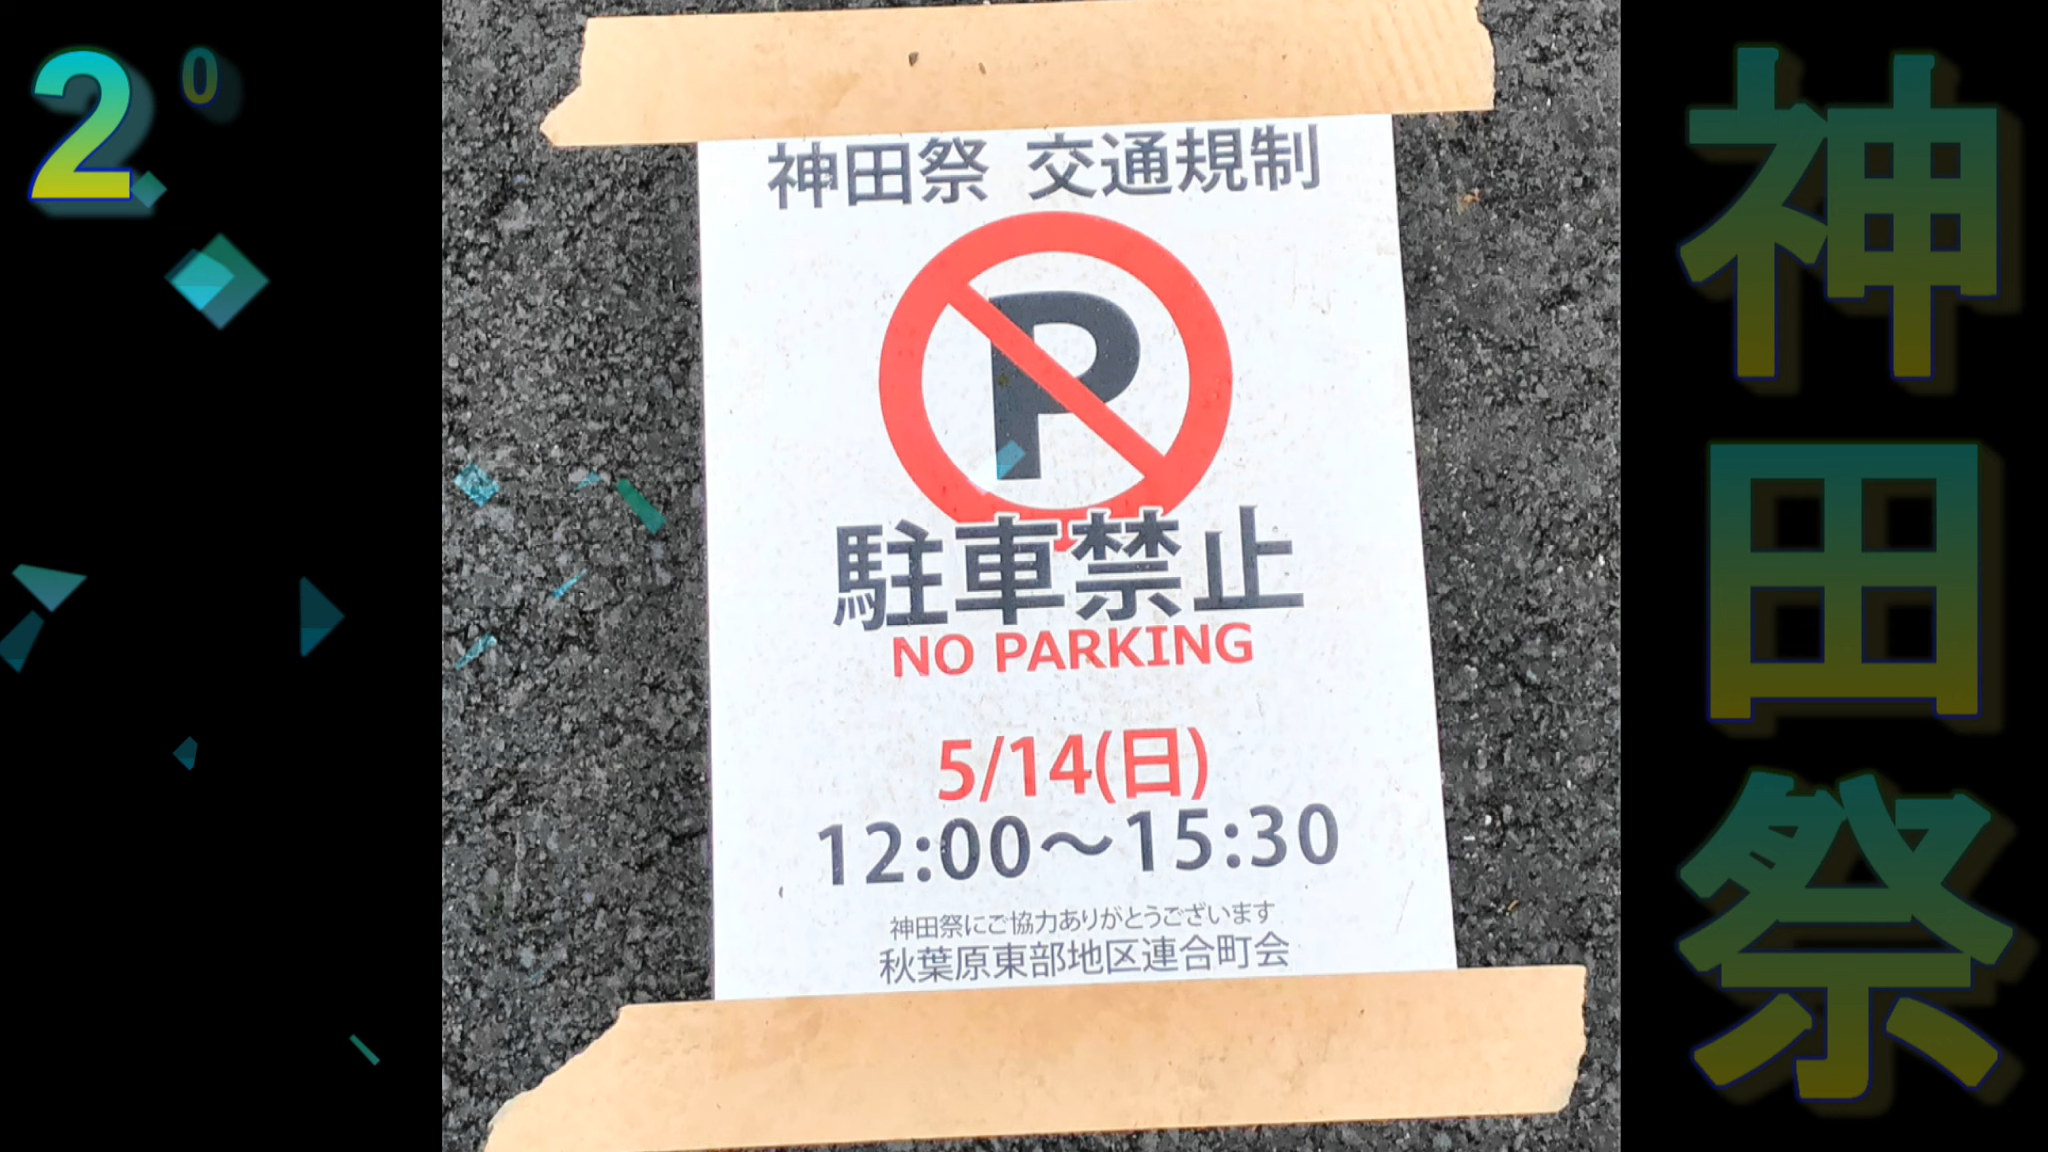 20
神田祭 交通規制
P
駐車禁止
NO PARKING
5/14(日)
12:00～15:30
神田祭にご協力ありがとうございます
秋葉原東部地区連合町会
神田祭